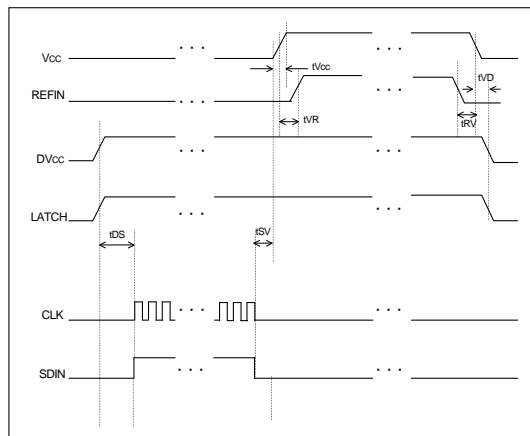 VCC
tVCC
tVD
REFIN
tVR
tRV
DVCC
LATCH
tDS
tSV
CLK
SDIN